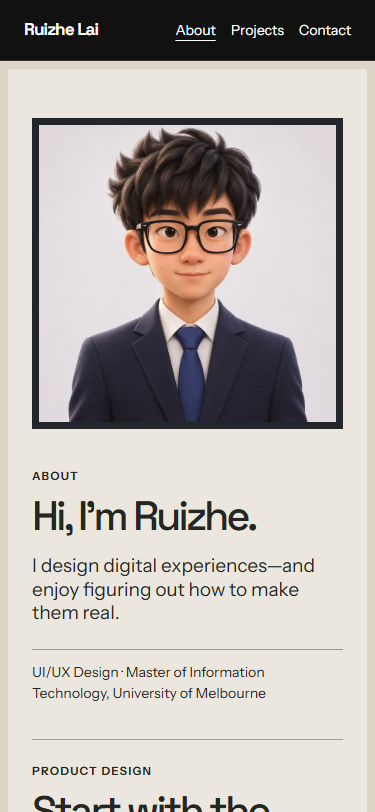 Ruizhe Lai
About Projects Contact
ABOUT
Hi, I’m Ruizhe.
I design digital experiences—and
enjoy figuring out how to make
them real.
UI/UX Design · Master of Information
Technology, University of Melbourne
PRODUCT DESIGN
Start with the